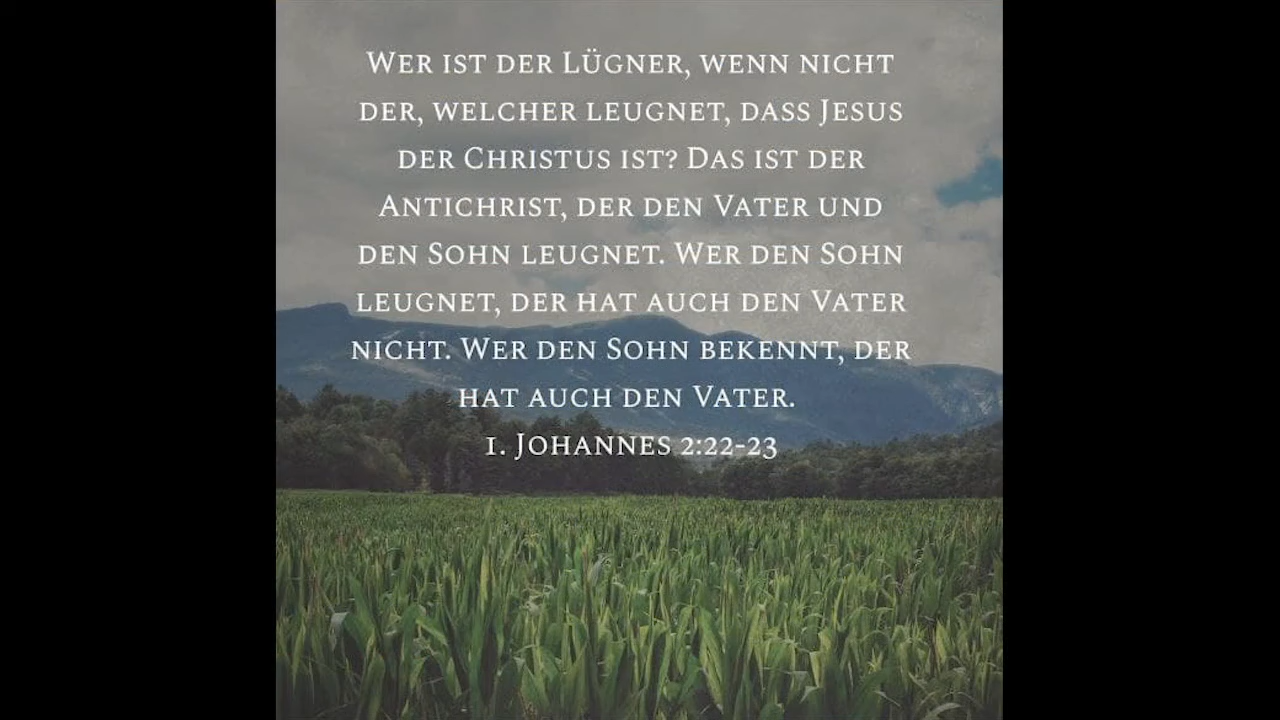 Wer ist der Lügner, wenn nicht
der, welcher leugnet, dass Jesus
der Christus ist? Das ist der
Antichrist, der den Vater und
den Sohn leugnet. Wer den Sohn
leugnet, der hat auch den Vater
nicht. Wer den Sohn bekennt, der
hat auch den Vater.
1. Johannes 2:22-23